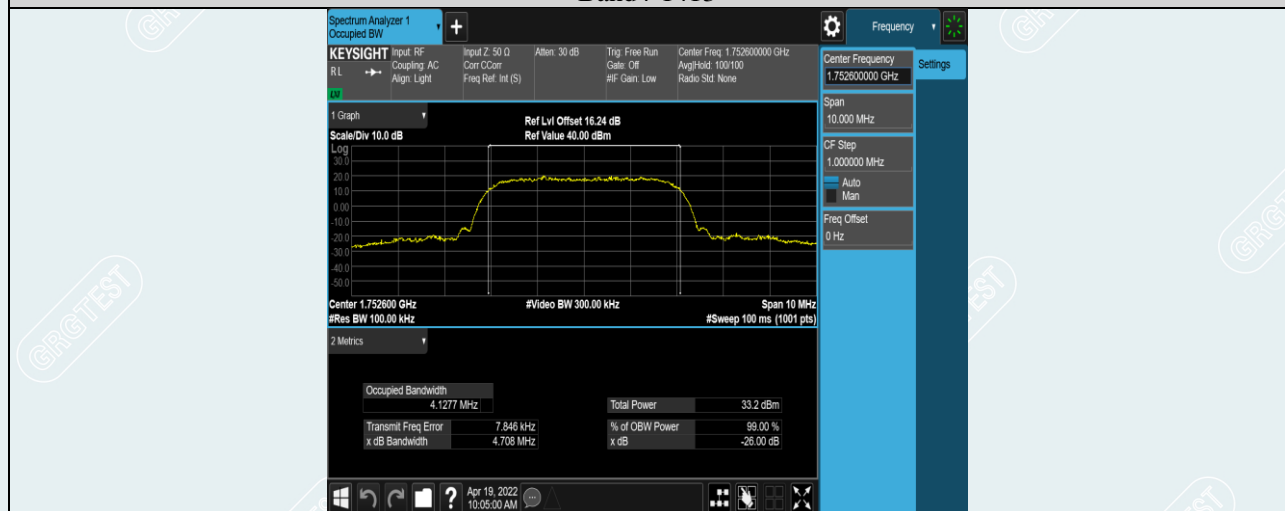 Spectrum Analyzer 1
Occupied BW
+
Frequency
KEYSIGHT
RL
Input: RF
Coupling: AC
Align: Light
Input Z: 50 Ω
Corr CCorr
Freq Ref: Int (S)
Atten: 30 dB
Trig: Free Run
Gate: Off
#IF Gain: Low
Center Freq: 1.752600000 GHz
Avg|Hold: 100/100
Radio Std: None
Center Frequency
1.752600000 GHz
Settings
Span
10.000 MHz
CF Step
1.000000 MHz
Auto
Man
Freq Offset
0 Hz
1 Graph
Scale/Div 10.0 dB
Ref Lvl Offset 16.24 dB
Ref Value 40.00 dBm
Log
30.0
20.0
10.0
0.00
-10.0
-20.0
-30.0
-40.0
-50.0
Center 1.752600 GHz
#Res BW 100.00 kHz
#Video BW 300.00 kHz
Span 10 MHz
#Sweep 100 ms (1001 pts)
2 Metrics
Occupied Bandwidth
4.1277 MHz
Transmit Freq Error 7.846 kHz
x dB Bandwidth 4.708 MHz
Total Power 33.2 dBm
% of OBW Power 99.00 %
x dB -26.00 dB
?
Apr 19, 2022
10:05:00 AM
GRGTEST